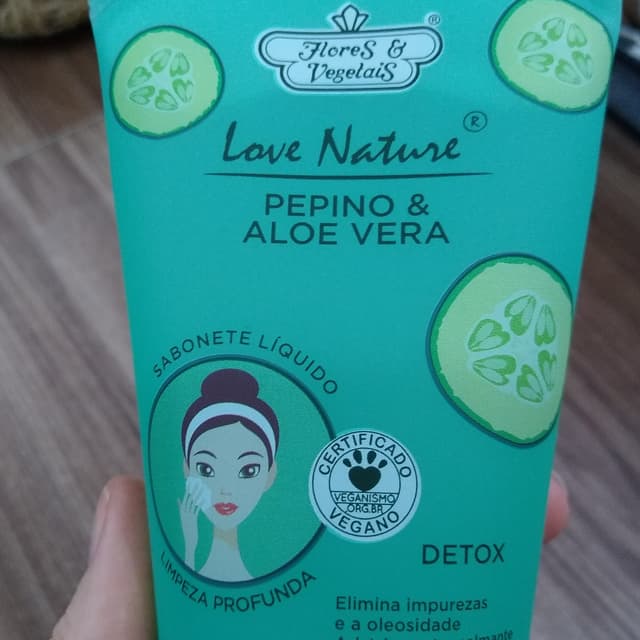 Flores &
Vegetais
®
Love Nature®
PEPINO &
ALOE VERA
SABONETE LÍQUIDO
LIMPEZA PROFUNDA
CERTIFICADO
VEGANISMO
.ORG.BR
VEGANO
DETOX
Elimina impurezas
e a oleosidade